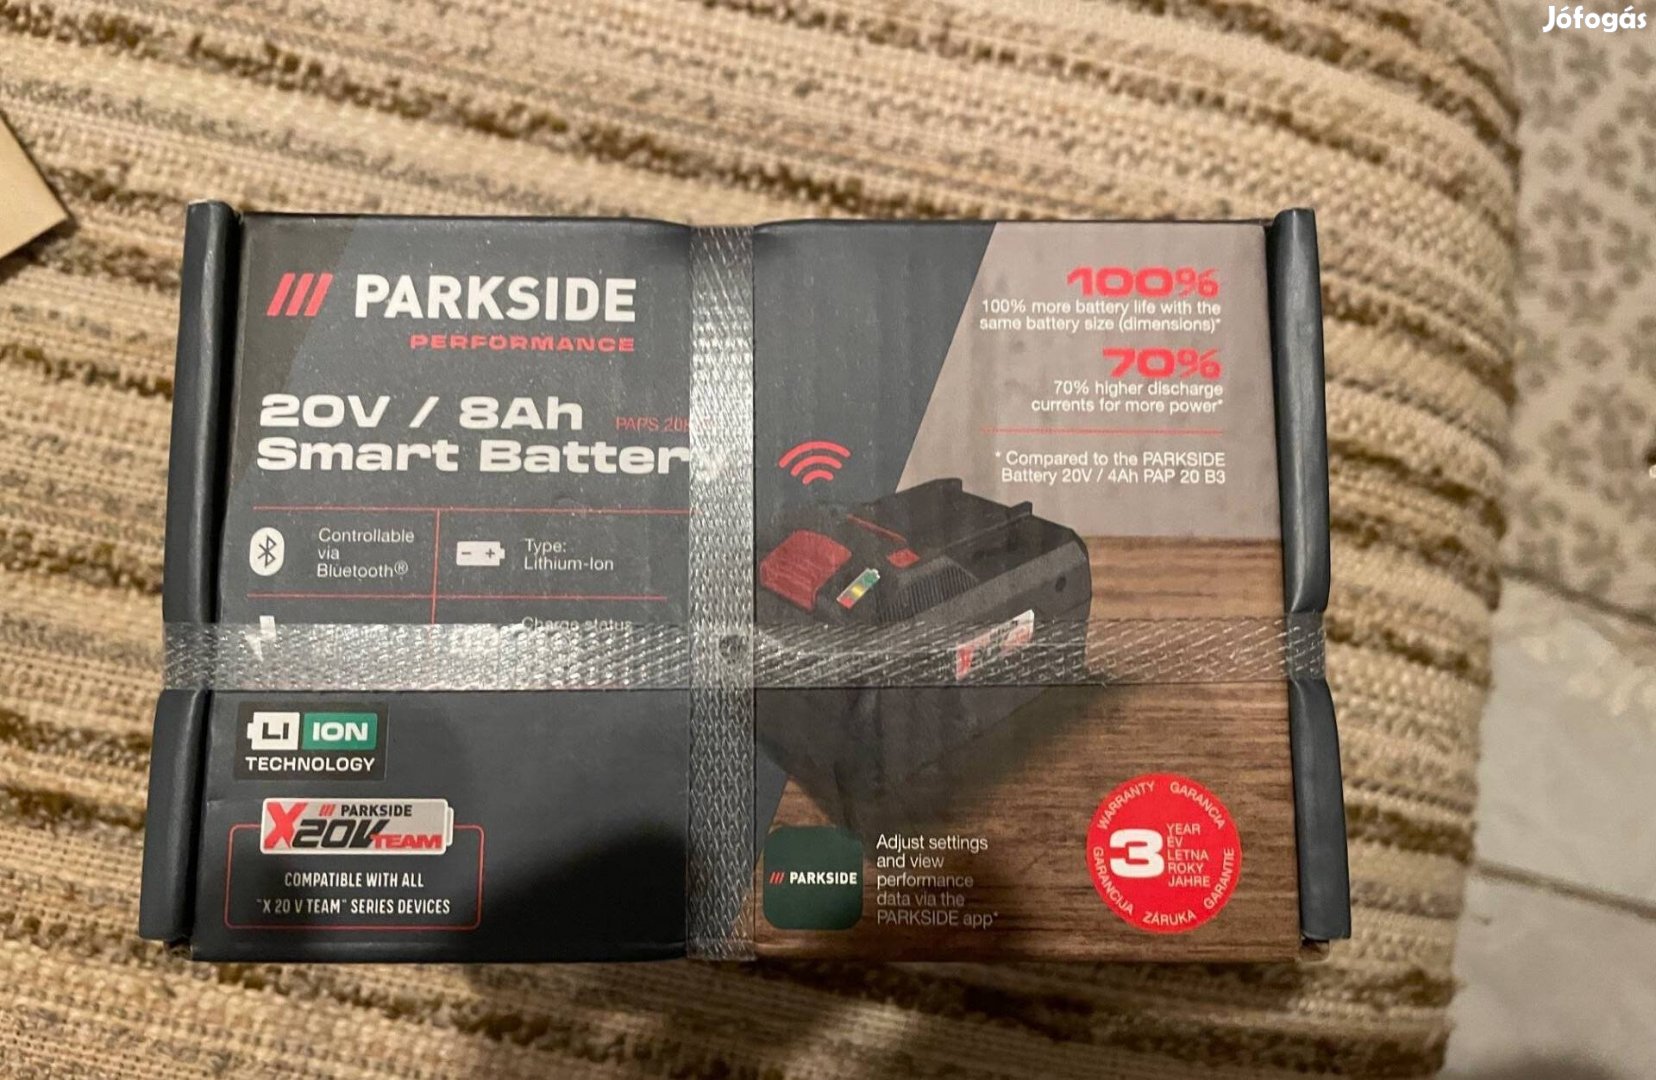 Jófogás
PARKSIDE
PERFORMANCE
20V / 8Ah
Smart
Controllable
via
Bluetooth®
Type:
Lithium-Ion
Charge status
LI ION
TECHNOLOGY
PARKSIDE
X20V TEAM
COMPATIBLE WITH ALL
"X 20 V TEAM" SERIES DEVICES
100%
100% more battery life with the
same battery size (dimensions)*
70%
70% higher discharge
currents for more power*
* Compared to the PARKSIDE
Battery 20V / 4Ah PAP 20 B3
PARKSIDE
Adjust settings
and view
performance
data via the
PARKSIDE app*
WARRANTY GARANCIA
3
YEAR
ÉV
LETNA
ROKY
JAHRE
GARANCIJA ZÁRUKA GARANTIE